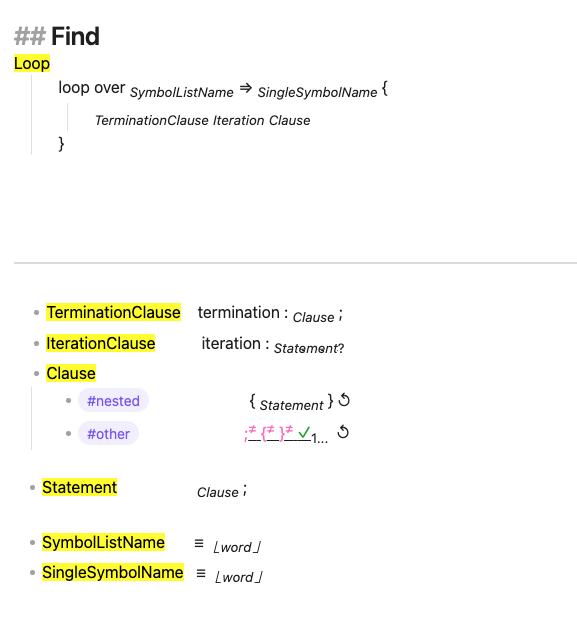 ## Find
Loop
loop over SymbolListName ⇒ SingleSymbolName {
TerminationClause Iteration Clause
}
TerminationClause termination : Clause ;
IterationClause iteration : Statement?
Clause
#nested { Statement } ↺
#other ;≠ {≠ }≠ ✓ 1... ↺
Statement Clause ;
SymbolListName ≡ ⌊word⌋
SingleSymbolName ≡ ⌊word⌋